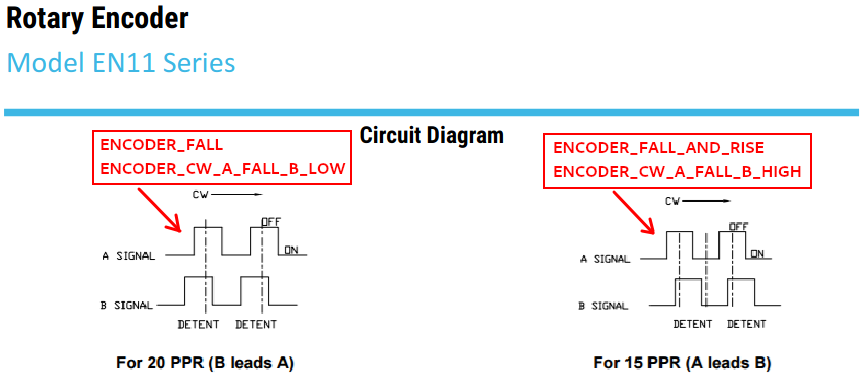 Rotary Encoder
Model EN11 Series
Circuit Diagram
ENCODER_FALL
ENCODER_CW_A_FALL_B_LOW
CW
OFF
ON
A SIGNAL
B SIGNAL
DETENT DETENT
For 20 PPR (B leads A)
ENCODER_FALL_AND_RISE
ENCODER_CW_A_FALL_B_HIGH
CW
OFF
ON
A SIGNAL
B SIGNAL
DETENT DETENT
For 15 PPR (A leads B)